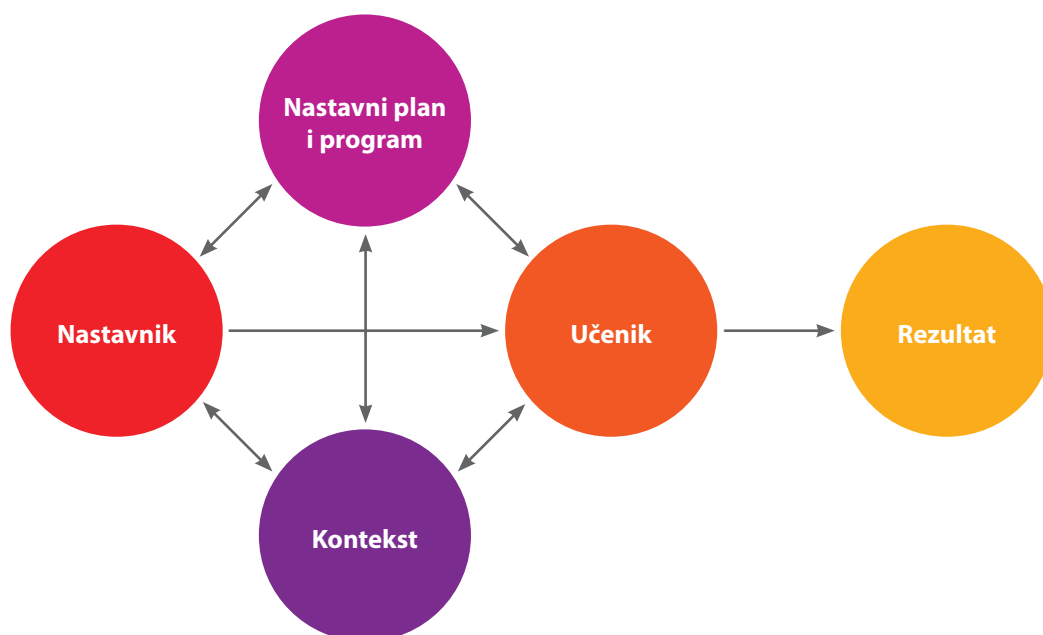 Nastavni plan
i program
Nastavnik
Učenik
Rezultat
Kontekst